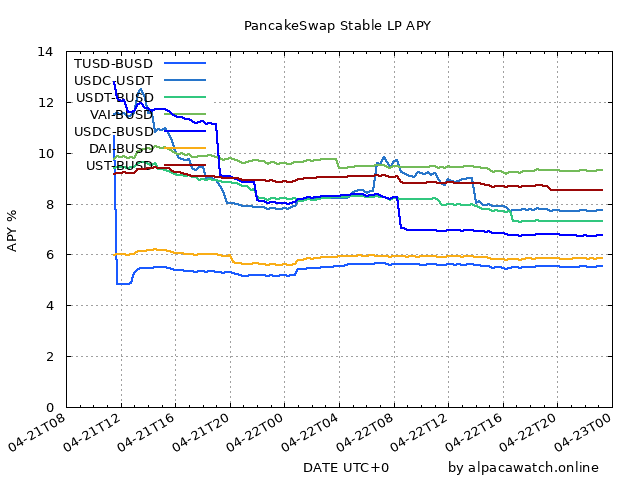 PancakeSwap Stable LP APY
14
12
10
8
6
4
2
0
APY %
TUSD-BUSD
USDC-USDT
USDT-BUSD
VAI-BUSD
USDC-BUSD
DAI-BUSD
UST-BUSD
04-21T08
04-21T12
04-21T16
04-21T20
04-22T00
04-22T04
04-22T08
04-22T12
04-22T16
04-22T20
04-23T00
DATE UTC+0
by alpacawatch.online